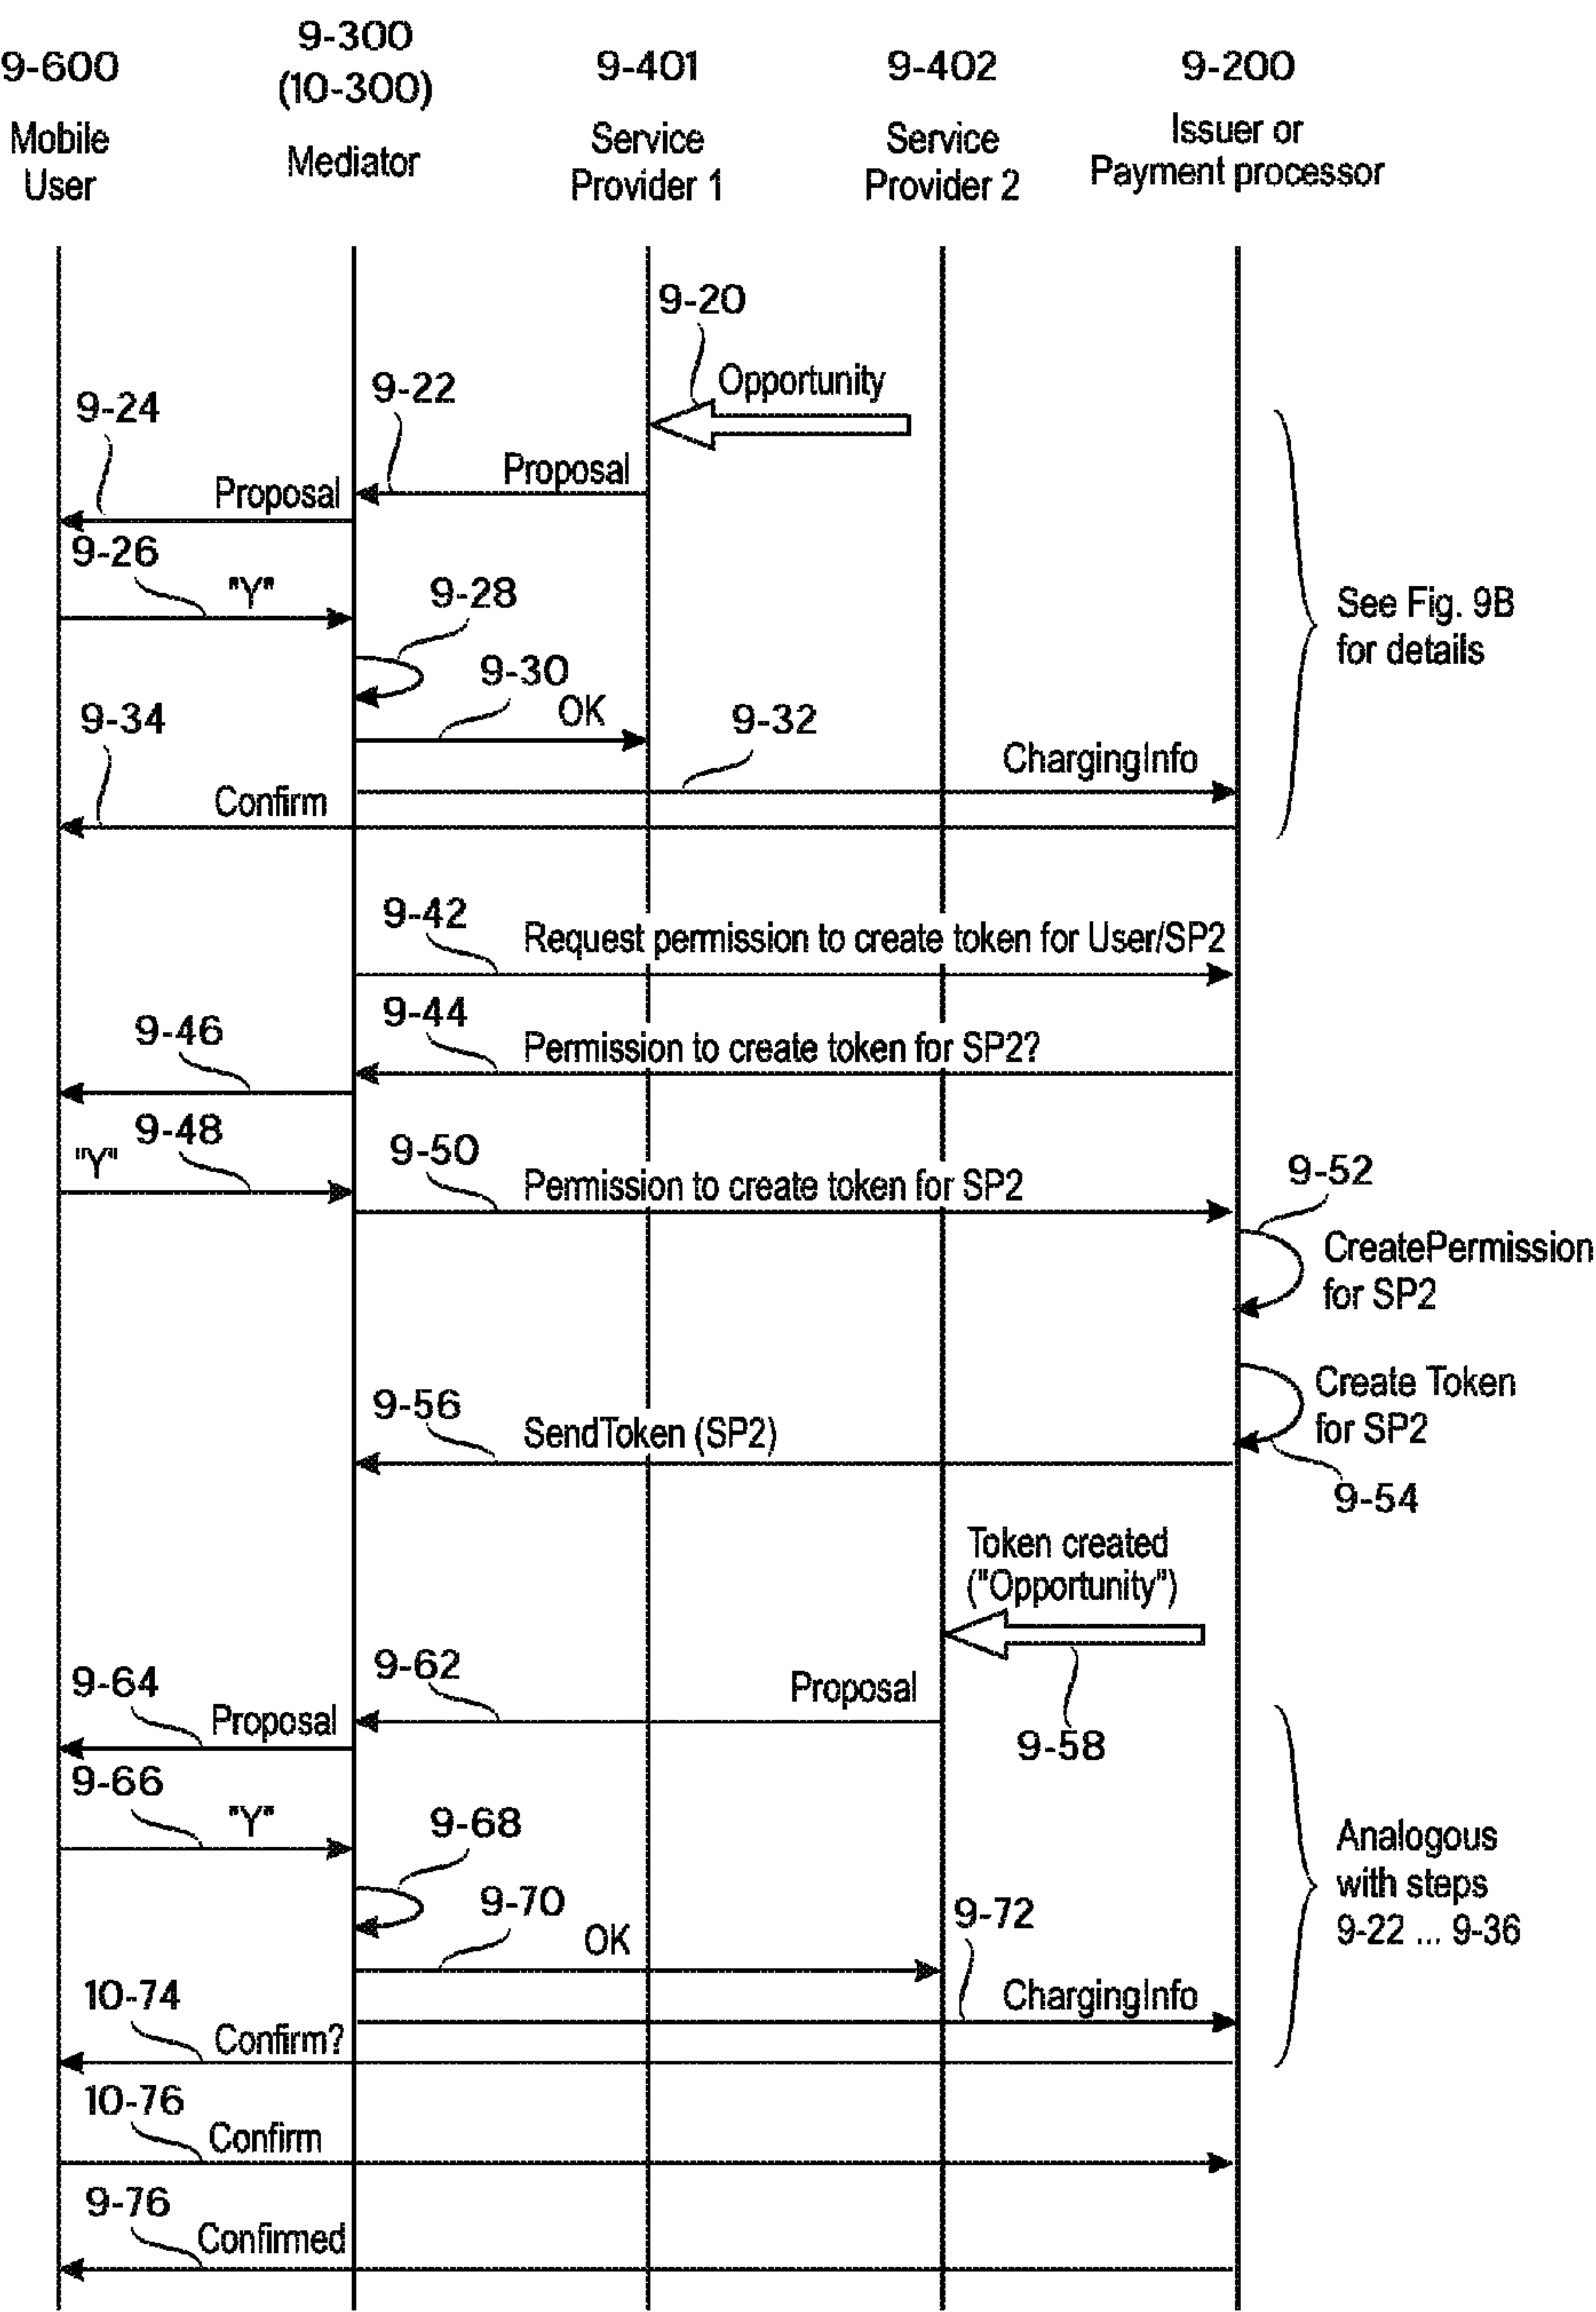 9-600
9-300
(10-300)
9-401
9-402
9-200
Mobile
User
Mediator
Service
Provider 1
Service
Provider 2
Issuer or
Payment processor
9-20
Opportunity
9-22
9-24
Proposal
Proposal
9-26
"Y"
9-28
See Fig. 9B
for details
9-30
OK
9-34
9-32
ChargingInfo
Confirm
9-42
Request permission to create token for User/SP2
9-44
9-46
Permission to create token for SP2?
9-48
"Y"
9-50
Permission to create token for SP2
9-52
CreatePermission
for SP2
Create Token
for SP2
9-56
SendToken (SP2)
9-54
Token created
("Opportunity")
9-62
9-64
Proposal
Proposal
9-58
9-66
"Y"
9-68
Analogous
with steps
9-22 ... 9-36
9-70
OK
9-72
10-74
ChargingInfo
Confirm?
10-76
Confirm
9-76
Confirmed